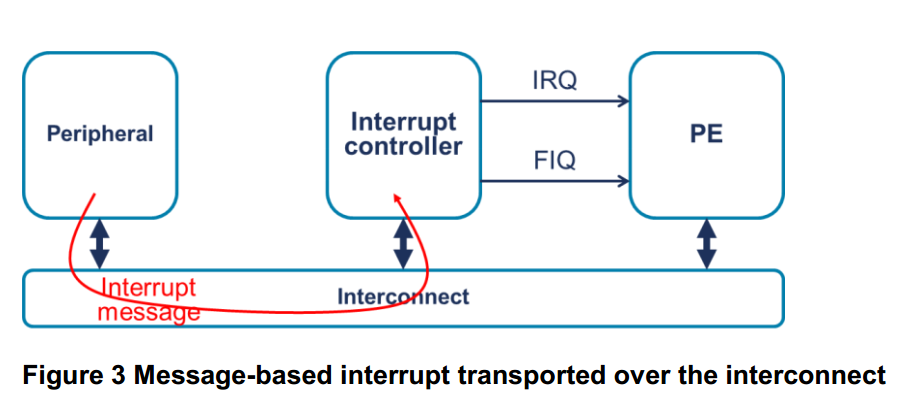 IRQ
Peripheral
Interrupt
controller
PE
FIQ
Interrupt
message
Interconnect
Figure 3 Message-based interrupt transported over the interconnect